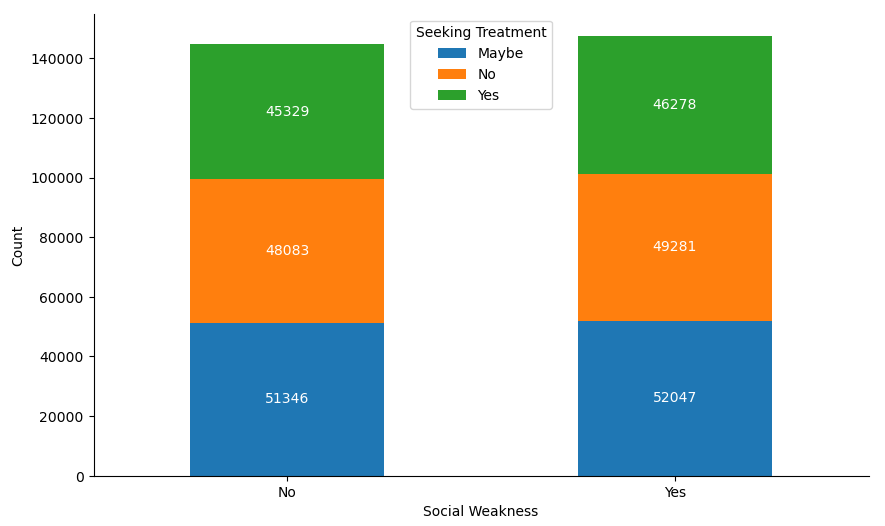 Seeking Treatment
Maybe
No
Yes
140000
120000
100000
80000
60000
40000
20000
0
Count
45329
46278
48083
49281
51346
52047
No
Yes
Social Weakness